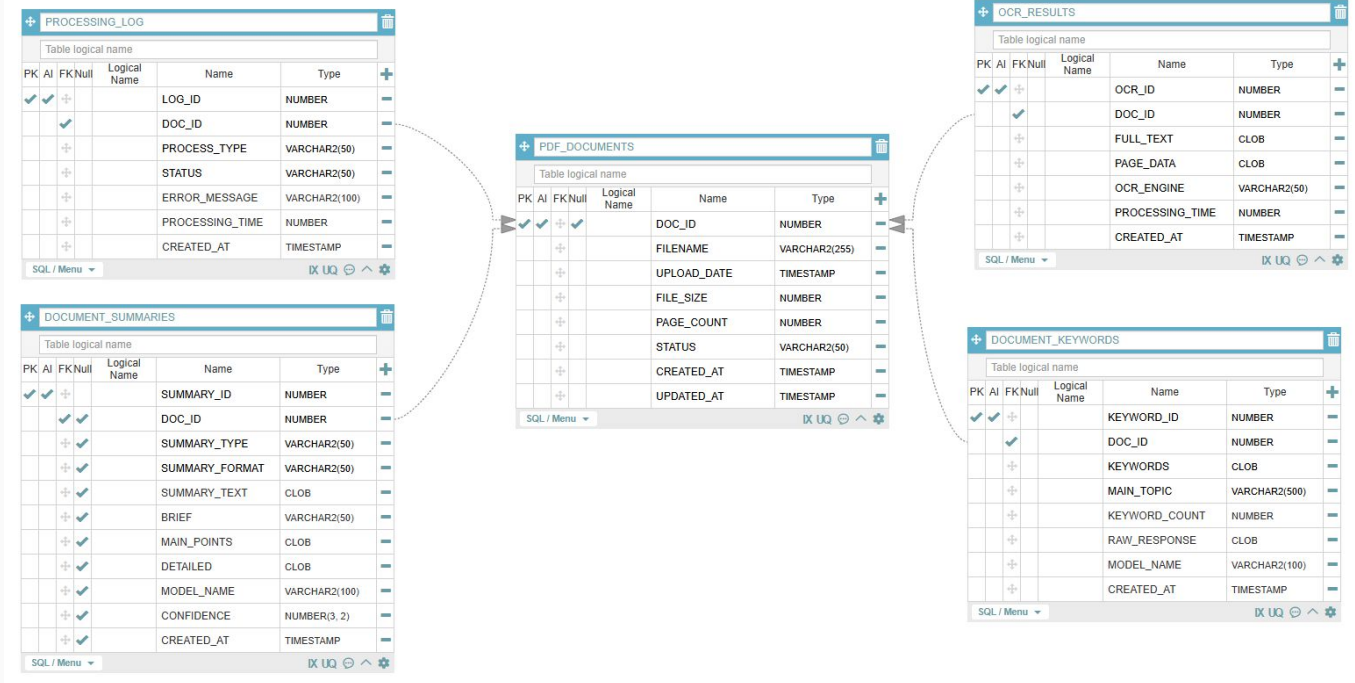 PROCESSING_LOG
Table logical name
PK AI FK Null Logical Name Name Type
LOG_ID NUMBER
DOC_ID NUMBER
PROCESS_TYPE VARCHAR2(50)
STATUS VARCHAR2(50)
ERROR_MESSAGE VARCHAR2(100)
PROCESSING_TIME NUMBER
CREATED_AT TIMESTAMP
SQL / Menu IX UQ
DOCUMENT_SUMMARIES
Table logical name
PK AI FK Null Logical Name Name Type
SUMMARY_ID NUMBER
DOC_ID NUMBER
SUMMARY_TYPE VARCHAR2(50)
SUMMARY_FORMAT VARCHAR2(50)
SUMMARY_TEXT CLOB
BRIEF VARCHAR2(50)
MAIN_POINTS CLOB
DETAILED CLOB
MODEL_NAME VARCHAR2(100)
CONFIDENCE NUMBER(3, 2)
CREATED_AT TIMESTAMP
SQL / Menu IX UQ
PDF_DOCUMENTS
Table logical name
PK AI FK Null Logical Name Name Type
DOC_ID NUMBER
FILENAME VARCHAR2(255)
UPLOAD_DATE TIMESTAMP
FILE_SIZE NUMBER
PAGE_COUNT NUMBER
STATUS VARCHAR2(50)
CREATED_AT TIMESTAMP
UPDATED_AT TIMESTAMP
SQL / Menu IX UQ
OCR_RESULTS
Table logical name
PK AI FK Null Logical Name Name Type
OCR_ID NUMBER
DOC_ID NUMBER
FULL_TEXT CLOB
PAGE_DATA CLOB
OCR_ENGINE VARCHAR2(50)
PROCESSING_TIME NUMBER
CREATED_AT TIMESTAMP
SQL / Menu IX UQ
DOCUMENT_KEYWORDS
Table logical name
PK AI FK Null Logical Name Name Type
KEYWORD_ID NUMBER
DOC_ID NUMBER
KEYWORDS CLOB
MAIN_TOPIC VARCHAR2(500)
KEYWORD_COUNT NUMBER
RAW_RESPONSE CLOB
MODEL_NAME VARCHAR2(100)
CREATED_AT TIMESTAMP
SQL / Menu IX UQ